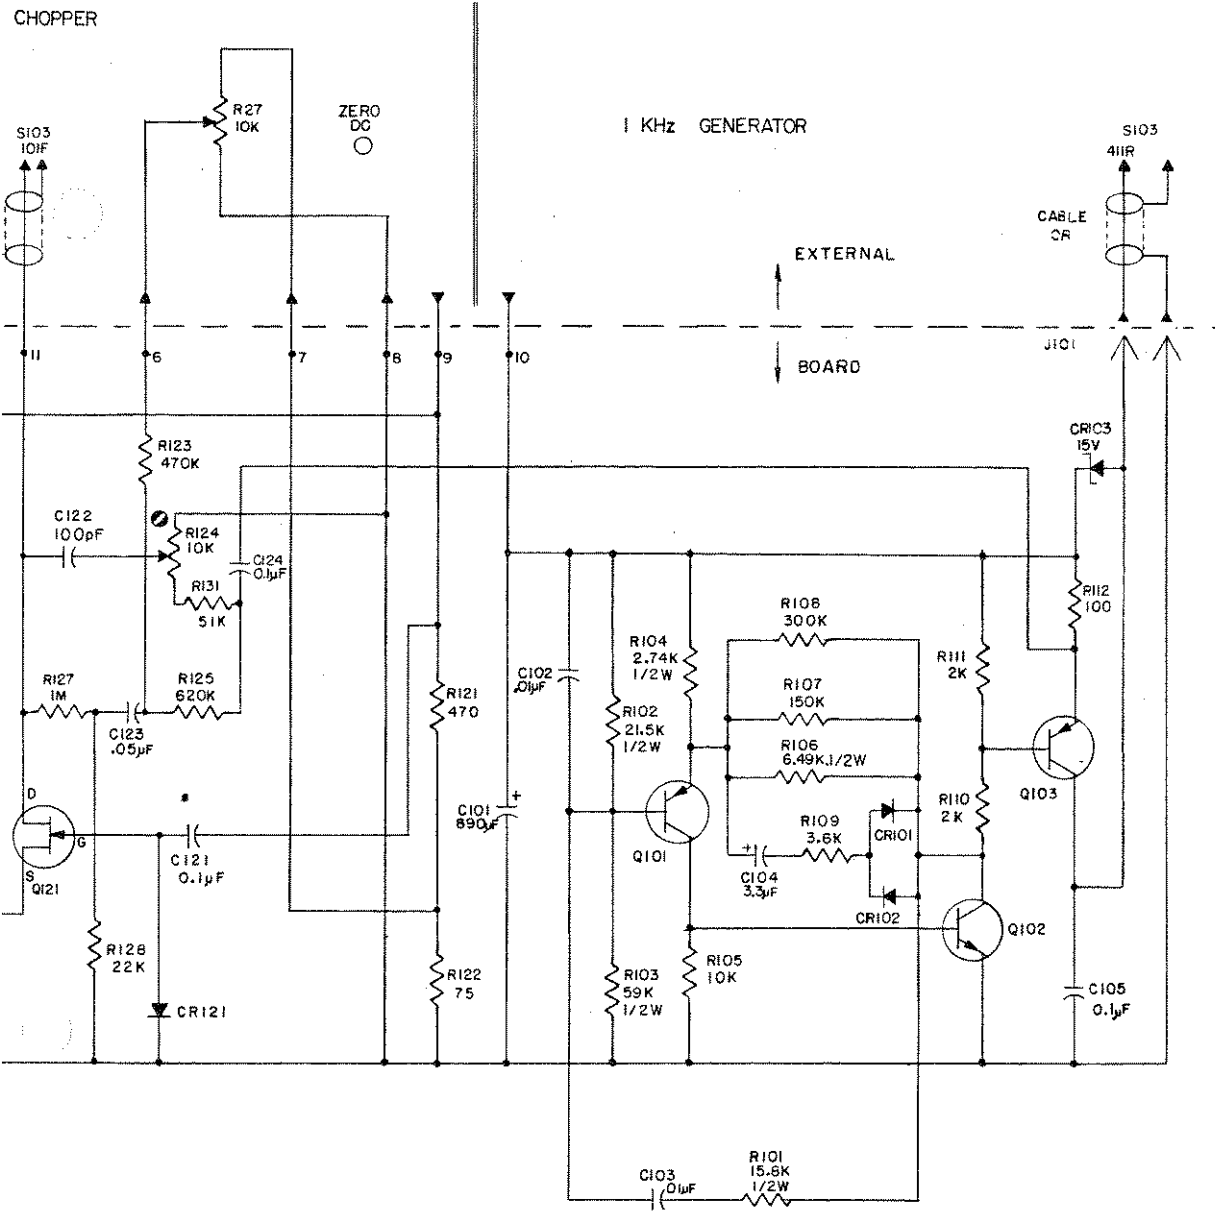 CHOPPER
S103
101F
R27
10K
ZERO
DC
1 KHz GENERATOR
S103
411R
CABLE
CR
EXTERNAL
BOARD
J101
11
6
7
8
9
10
R123
470K
CR103
15V
C122
100pF
R124
10K
C124
0.1µF
R131
51K
R112
100
R108
300K
R104
2.74K
1/2W
R111
2K
C102
.01µF
R127
1M
R125
620K
R121
470
R107
150K
R102
21.5K
1/2W
C123
.05µF
R106
6.49K,1/2W
Q103
D
C101
890µF
+
R110
2K
R109
3.6K
CR101
G
Q101
C121
0.1µF
S
Q121
+
C104
3.3µF
CR102
Q102
R128
22K
R122
75
R103
59K
1/2W
R105
10K
C105
0.1µF
CR121
C103
.01µF
R101
15.8K
1/2W